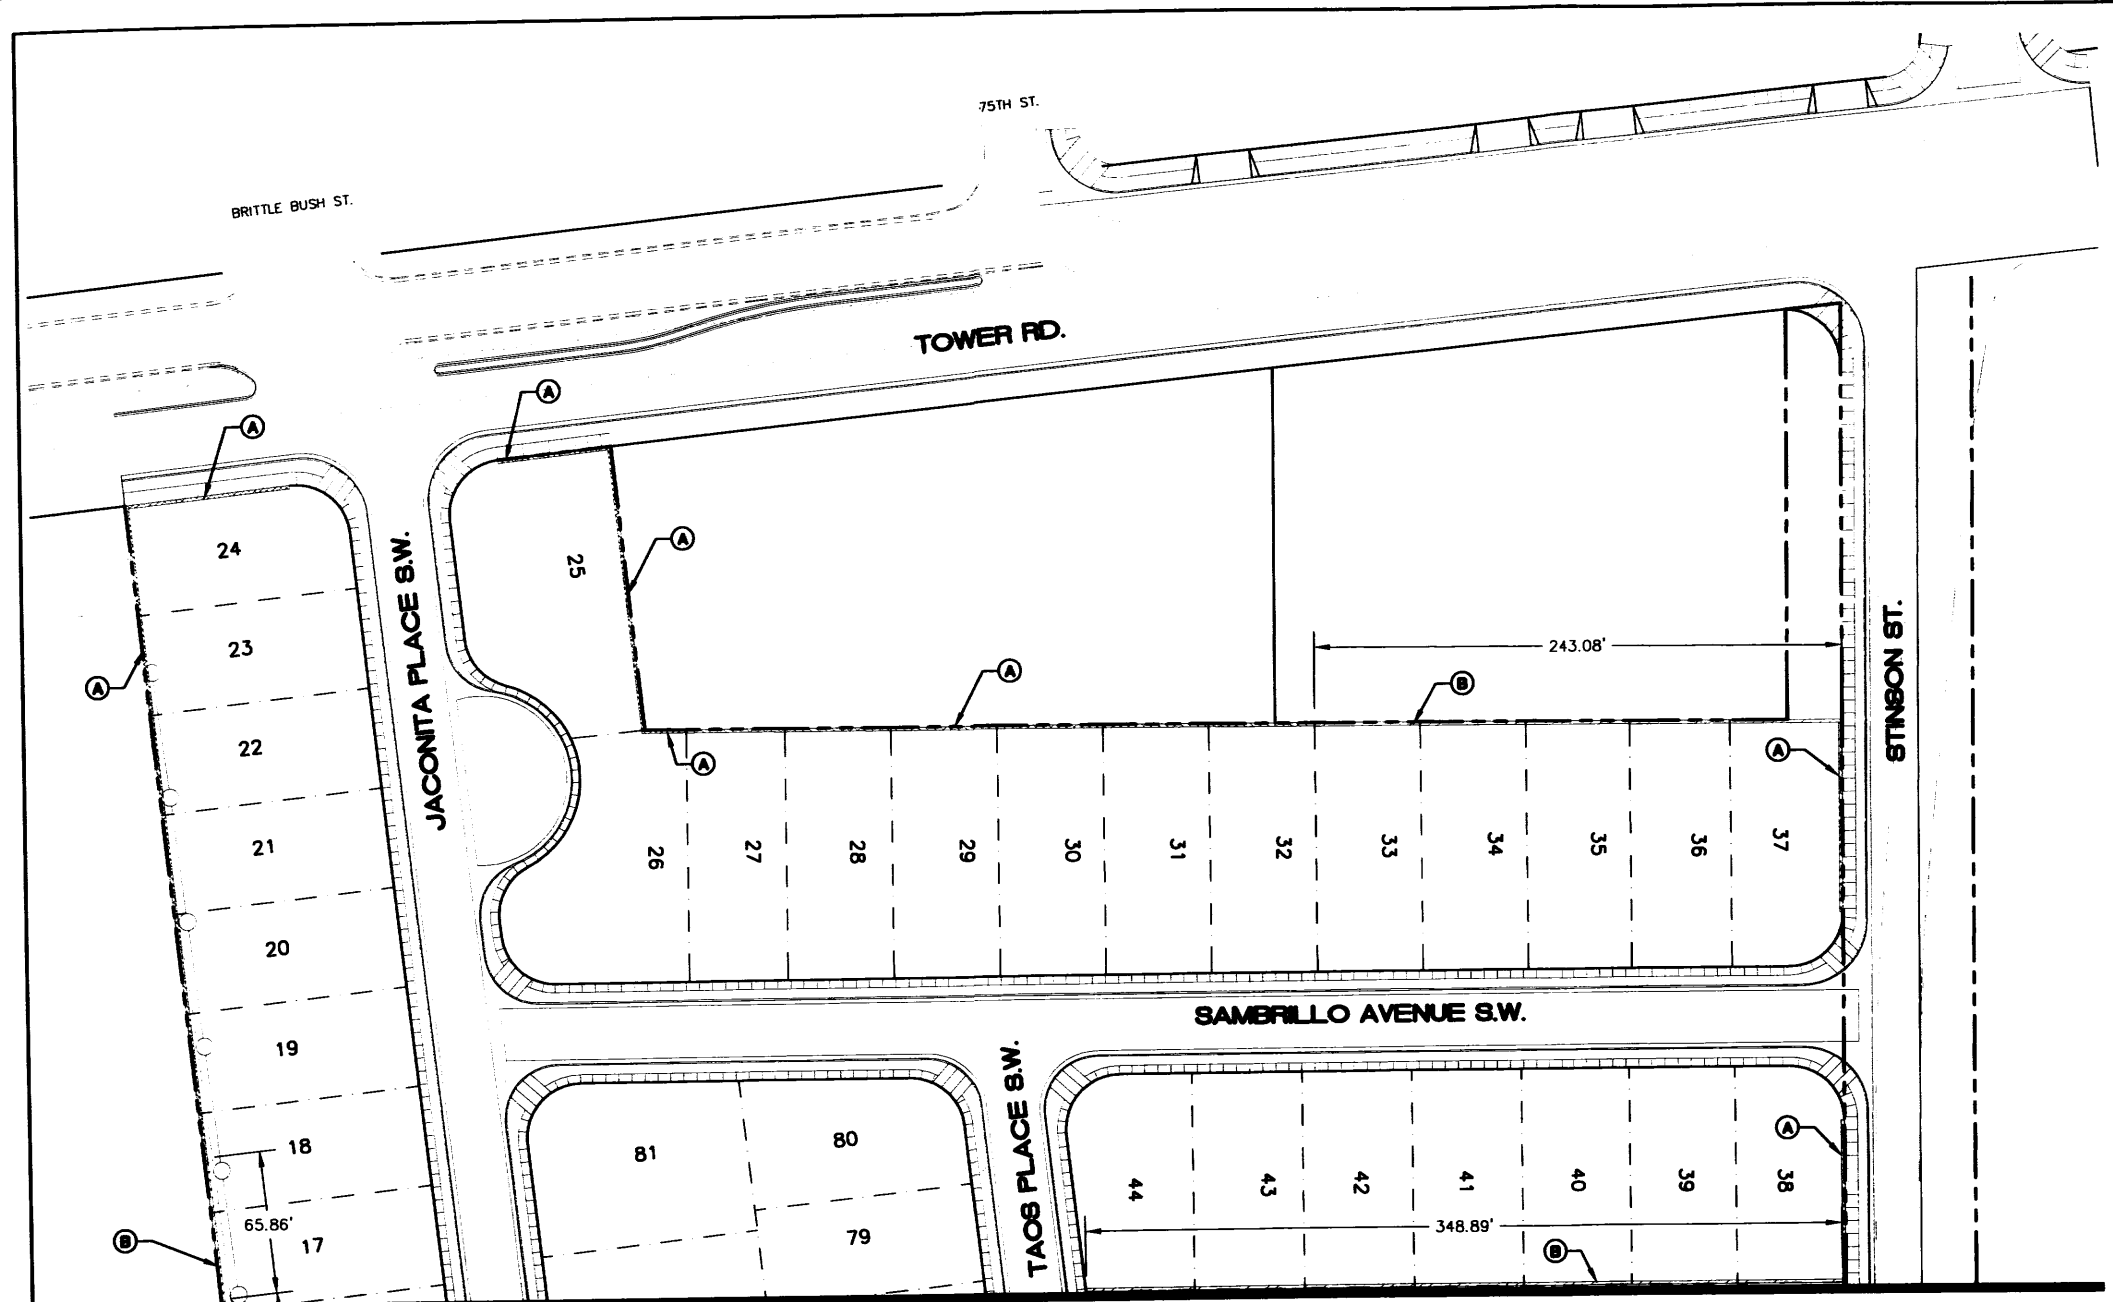 75TH ST.
BRITTLE BUSH ST.
TOWER RD.
A
A
A
24
25
JACONITA PLACE S.W.
STINSON ST.
23
243.08'
A
A
B
22
A
A
21
26
27
28
29
30
31
32
33
34
35
36
37
20
SAMBRILLO AVENUE S.W.
19
TAOS PLACE S.W.
18
81
80
A
44
43
42
41
40
39
38
65.86'
348.89'
B
17
79
B